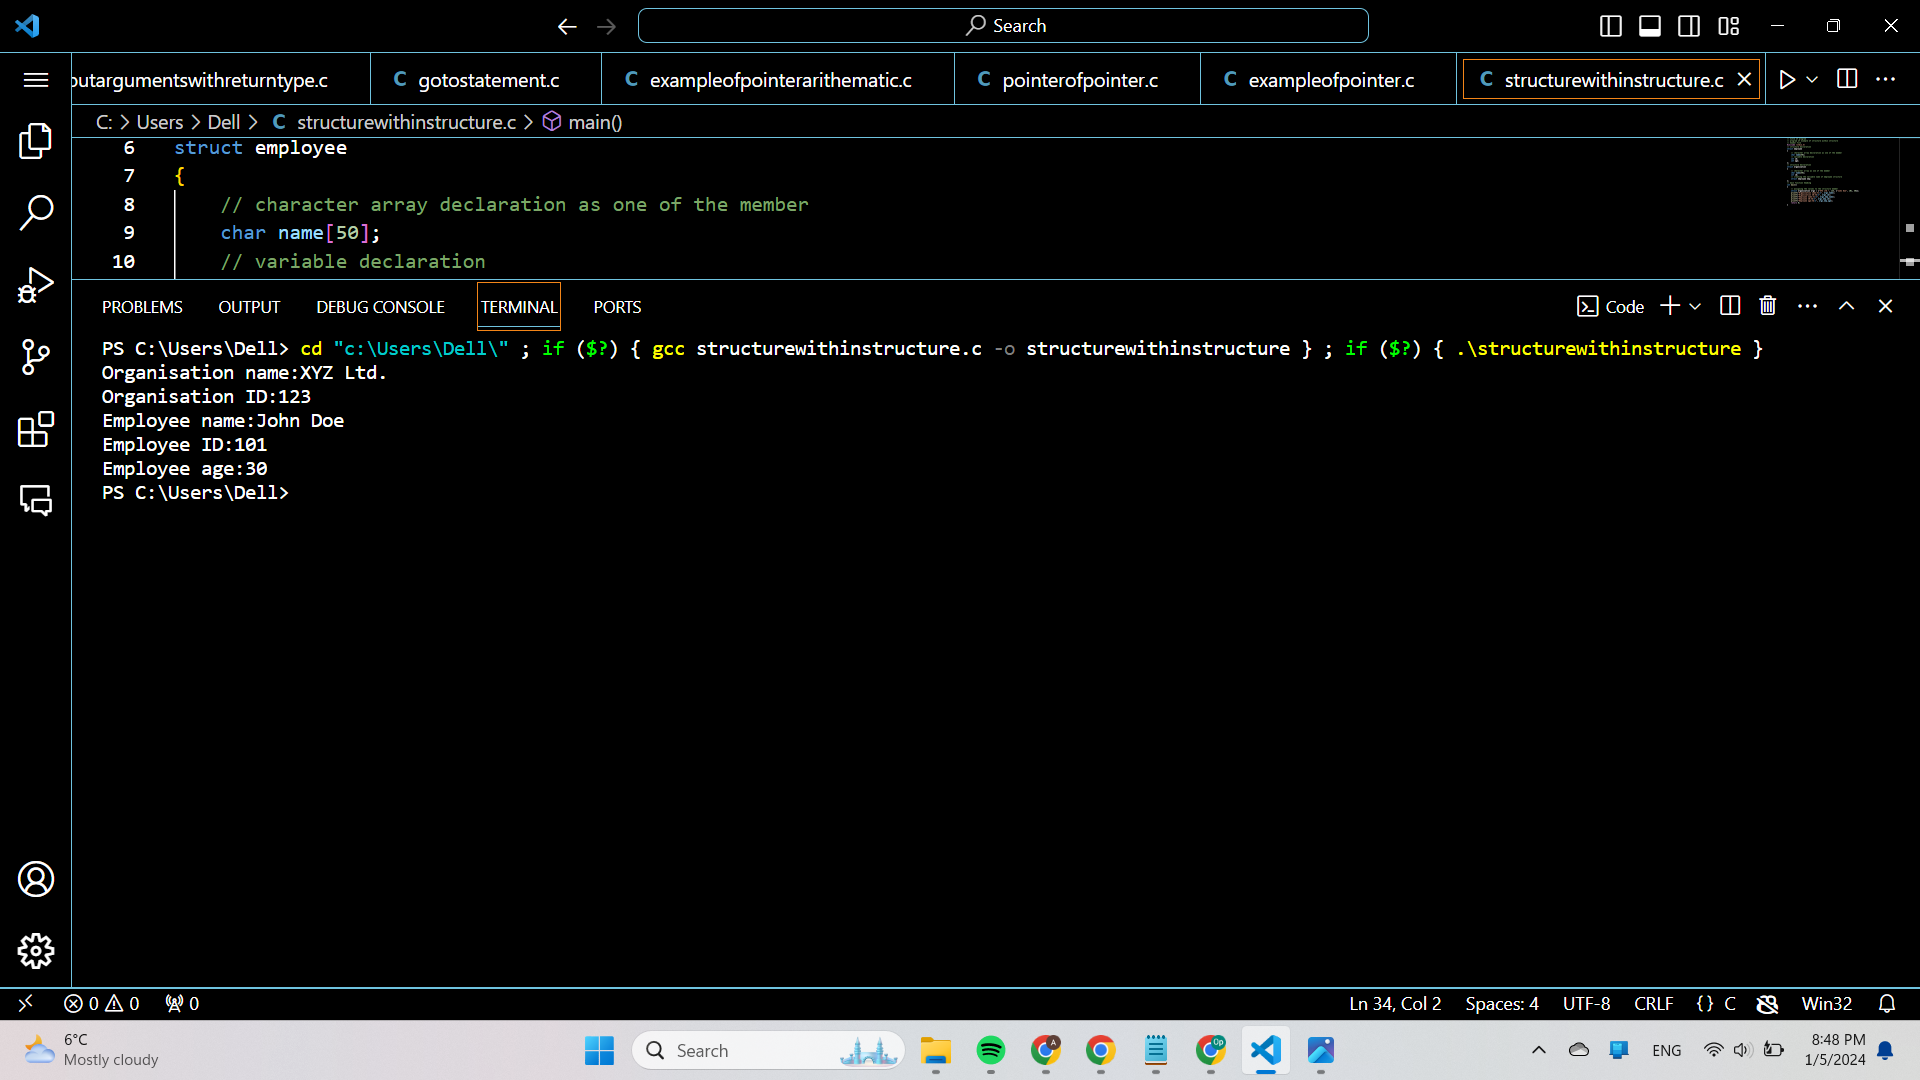 Search
outargumentswithreturntype.c
C gotostatement.c
C exampleofpointerarithematic.c
C pointerofpointer.c
C exampleofpointer.c
C structurewithinstructure.c
C: > Users > Dell > C structurewithinstructure.c > main()
6 struct employee
7 {
8 // character array declaration as one of the member
9 char name[50];
10 // variable declaration
PROBLEMS OUTPUT DEBUG CONSOLE TERMINAL PORTS
Code
PS C:\Users\Dell> cd "c:\Users\Dell\" ; if ($?) { gcc structurewithinstructure.c -o structurewithinstructure } ; if ($?) { .\structurewithinstructure }
Organisation name:XYZ Ltd.
Organisation ID:123
Employee name:John Doe
Employee ID:101
Employee age:30
PS C:\Users\Dell>
0 0 0
Ln 34, Col 2 Spaces: 4 UTF-8 CRLF {} C Win32
6°C
Mostly cloudy
Search
A
Op
ENG
8:48 PM
1/5/2024